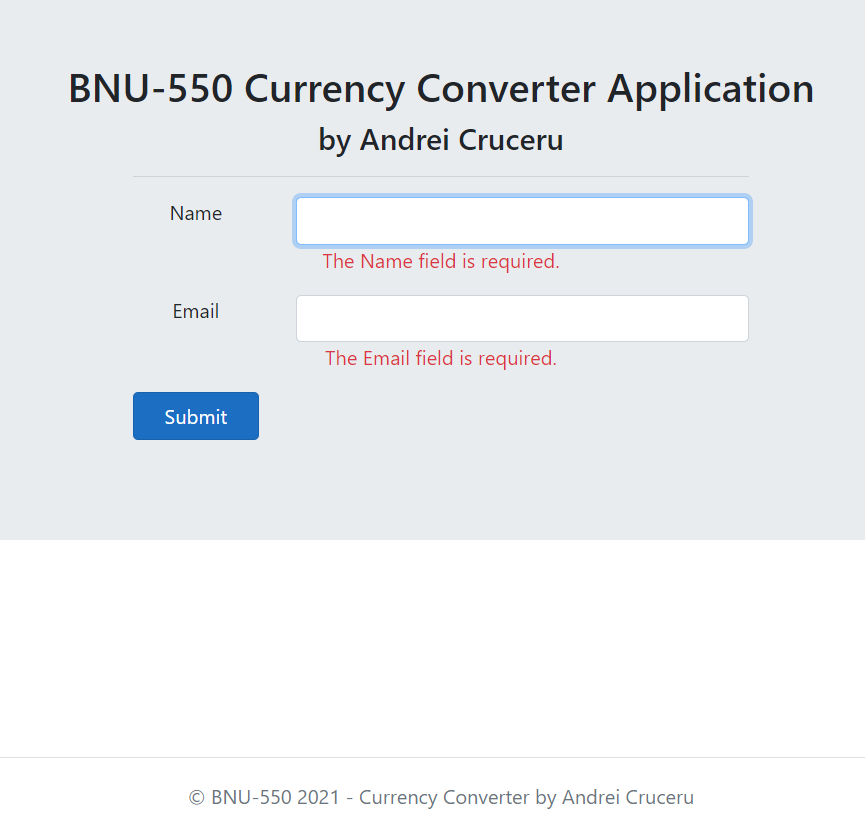 BNU-550 Currency Converter Application
by Andrei Cruceru
Name
The Name field is required.
Email
The Email field is required.
Submit
© BNU-550 2021 - Currency Converter by Andrei Cruceru